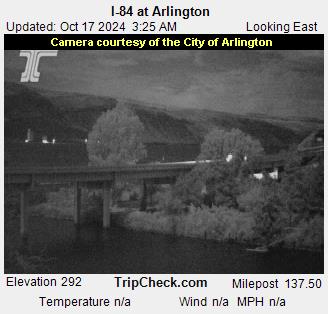 I-84 at Arlington
Updated: Oct 17 2024 3:25 AM Looking East
Camera courtesy of the City of Arlington
Elevation 292 TripCheck.com Milepost 137.50
Temperature n/a Wind n/a MPH n/a